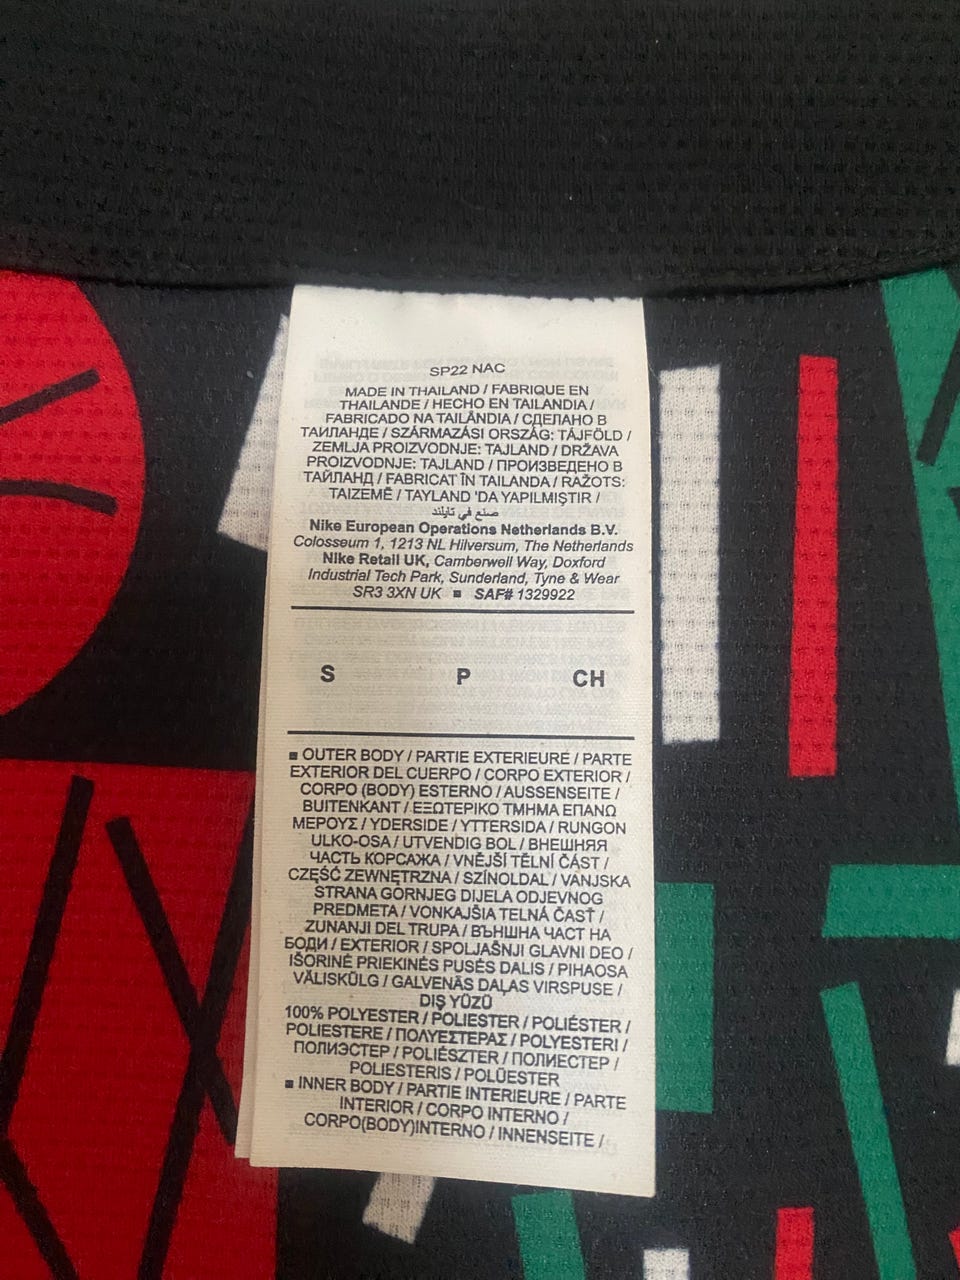 SP22 NAC
MADE IN THAILAND / FABRIQUE EN
THAILANDE / HECHO EN TAILANDIA /
FABRICADO NA TAILÂNDIA / СДЕЛАНО В
ТАИЛАНДЕ / SZÁRMAZÁSI ORSZÁG: TÁJFÖLD /
ZEMLJA PROIZVODNJE: TAJLAND / DRŽAVA
PROIZVODNJE: TAJLAND / ПРОИЗВЕДЕНО В
ТАЙЛАНД / FABRICAT ÎN TAILANDA / RAŽOTS:
TAIZEMĒ / TAYLAND 'DA YAPILMIŞTIR /
صنع في تايلند
Nike European Operations Netherlands B.V.
Colosseum 1, 1213 NL Hilversum, The Netherlands
Nike Retail UK, Camberwell Way, Doxford
Industrial Tech Park, Sunderland, Tyne & Wear
SR3 3XN UK ■ SAF# 1329922
S P CH
■ OUTER BODY / PARTIE EXTERIEURE / PARTE
EXTERIOR DEL CUERPO / CORPO EXTERIOR /
CORPO (BODY) ESTERNO / AUSSENSEITE /
BUITENKANT / ΕΞΩΤΕΡΙΚΟ ΤΜΗΜΑ ΕΠΑΝΩ
ΜΕΡΟΥΣ / YDERSIDE / YTTERSIDA / RUNGON
ULKO-OSA / UTVENDIG BOL / ВНЕШНЯЯ
ЧАСТЬ КОРСАЖА / VNĚJŠÍ TĚLNÍ ČÁST /
CZĘŚĆ ZEWNĘTRZNA / SZÍNOLDAL / VANJSKA
STRANA GORNJEG DIJELA ODJEVNOG
PREDMETA / VONKAJŠIA TELNÁ ČASŤ /
ZUNANJI DEL TRUPA / ВЪНШНА ЧАСТ НА
БОДИ / EXTERIOR / SPOLJAŠNJI GLAVNI DEO /
IŠORINĖ PRIEKINĖS PUSĖS DALIS / PIHAOSA
VÄLISKÜLG / GALVENĀS DAĻAS VIRSPUSE /
DIŞ YÜZÜ
100% POLYESTER / POLIESTER / POLIÉSTER /
POLIESTERE / ΠΟΛΥΕΣΤΕΡΑΣ / POLYESTERI /
ПОЛИЭСТЕР / POLIÉSZTER / ПОЛИЕСТЕР /
POLIESTERIS / POLÜESTER
■ INNER BODY / PARTIE INTERIEURE / PARTE
INTERIOR / CORPO INTERNO /
CORPO(BODY)INTERNO / INNENSEITE /